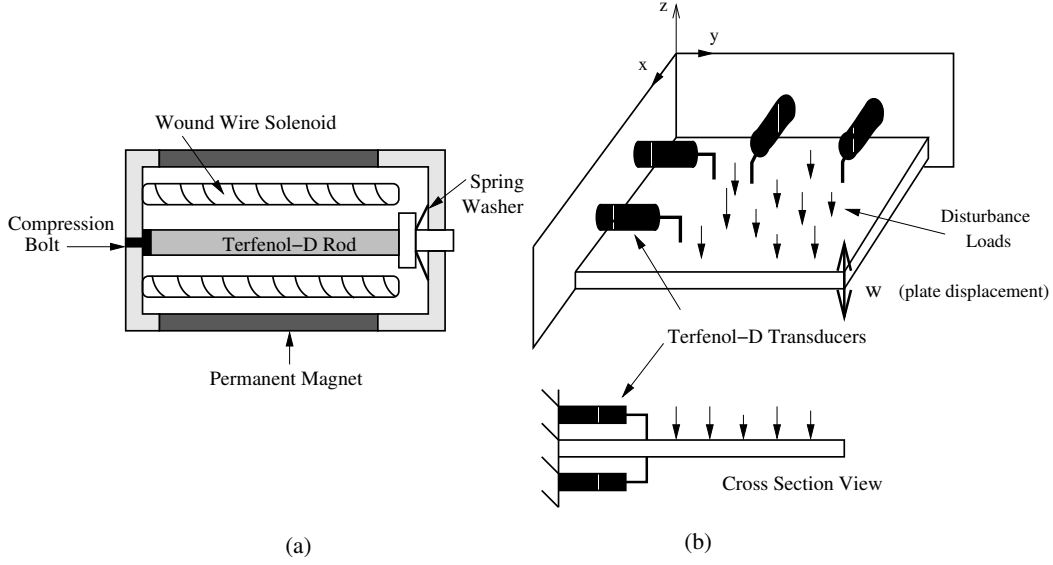 Wound Wire Solenoid
Compression
Bolt
Terfenol−D Rod
Spring
Washer
Permanent Magnet
(a)
z
y
x
Disturbance
Loads
w (plate displacement)
Terfenol−D Transducers
Cross Section View
(b)